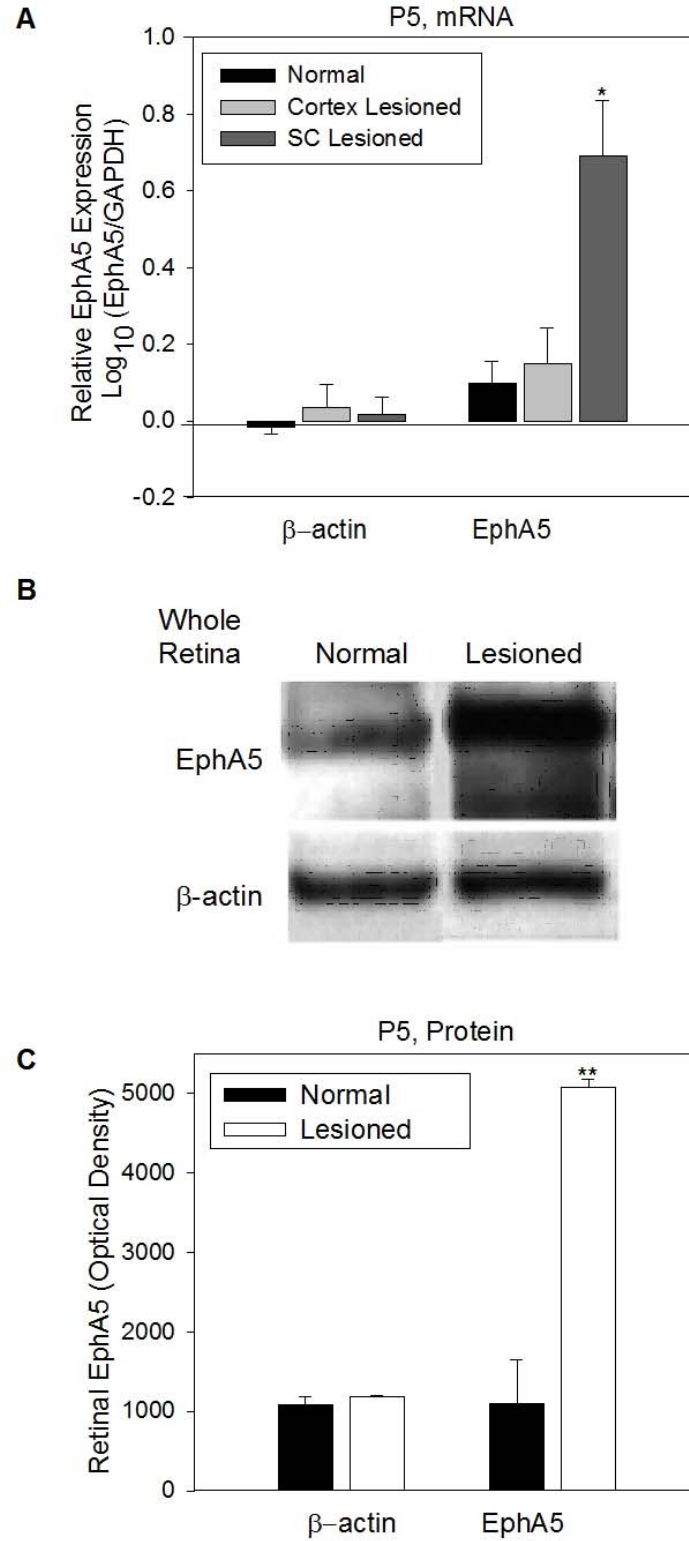 A
P5, mRNA
Relative EphA5 Expression
Log10 (EphA5/GAPDH)
1.0
0.8
0.6
0.4
0.2
0.0
-0.2
Normal
Cortex Lesioned
SC Lesioned
*
β–actin
EphA5
B
Whole
Retina
Normal
Lesioned
EphA5
β-actin
C
P5, Protein
Retinal EphA5 (Optical Density)
5000
4000
3000
2000
1000
0
Normal
Lesioned
**
β–actin
EphA5